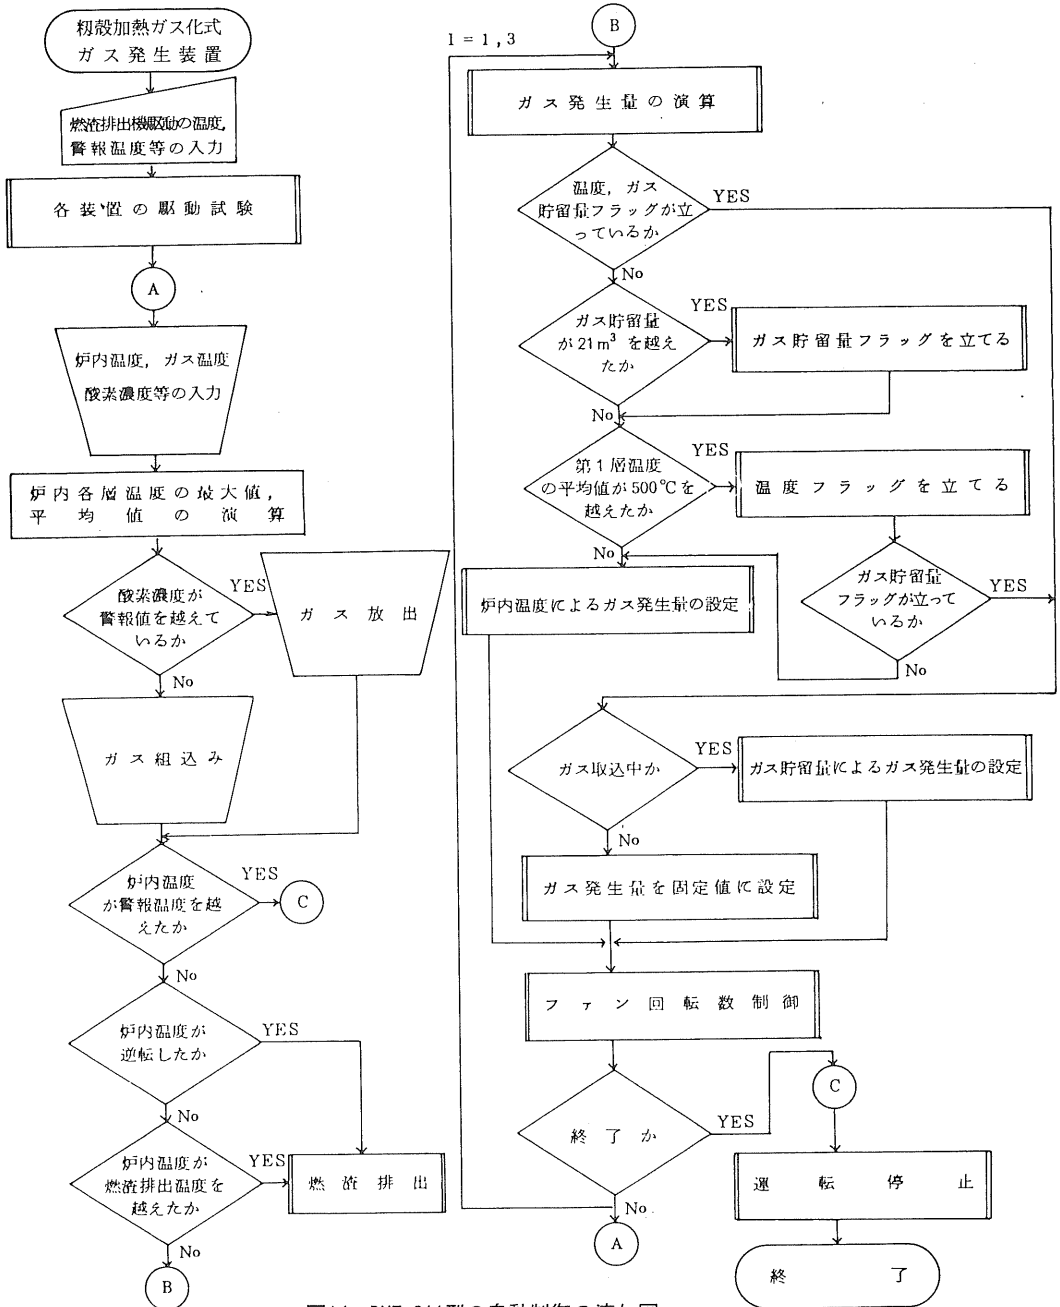 籾殻加熱ガス化式
ガス発生装置
燃渣排出機駆動の温度,
警報温度等の入力
各装置の駆動試験
A
炉内温度, ガス温度
酸素濃度等の入力
炉内各層温度の最大値,
平均値の演算
酸素濃度が
警報値を越えて
いるか
YES
ガス放出
No
ガス組込み
炉内温度
が警報温度を越
えたか
YES
C
No
炉内温度が
逆転したか
YES
No
炉内温度が
燃渣排出温度を
越えたか
YES
燃渣排出
No
B
B
I = 1,3
ガス発生量の演算
温度, ガス
貯留量フラッグが立
っているか
YES
No
ガス貯留量
が21m³を越え
たか
YES
ガス貯留量フラッグを立てる
No
第1層温度
の平均値が500℃を
越えたか
YES
温度フラッグを立てる
No
炉内温度によるガス発生量の設定
ガス貯留量
フラッグが立って
いるか
YES
No
ガス取込中か
YES
ガス貯留量によるガス発生量の設定
No
ガス発生量を固定値に設定
ファン回転数制御
終了か
YES
C
運転停止
No
A
終了